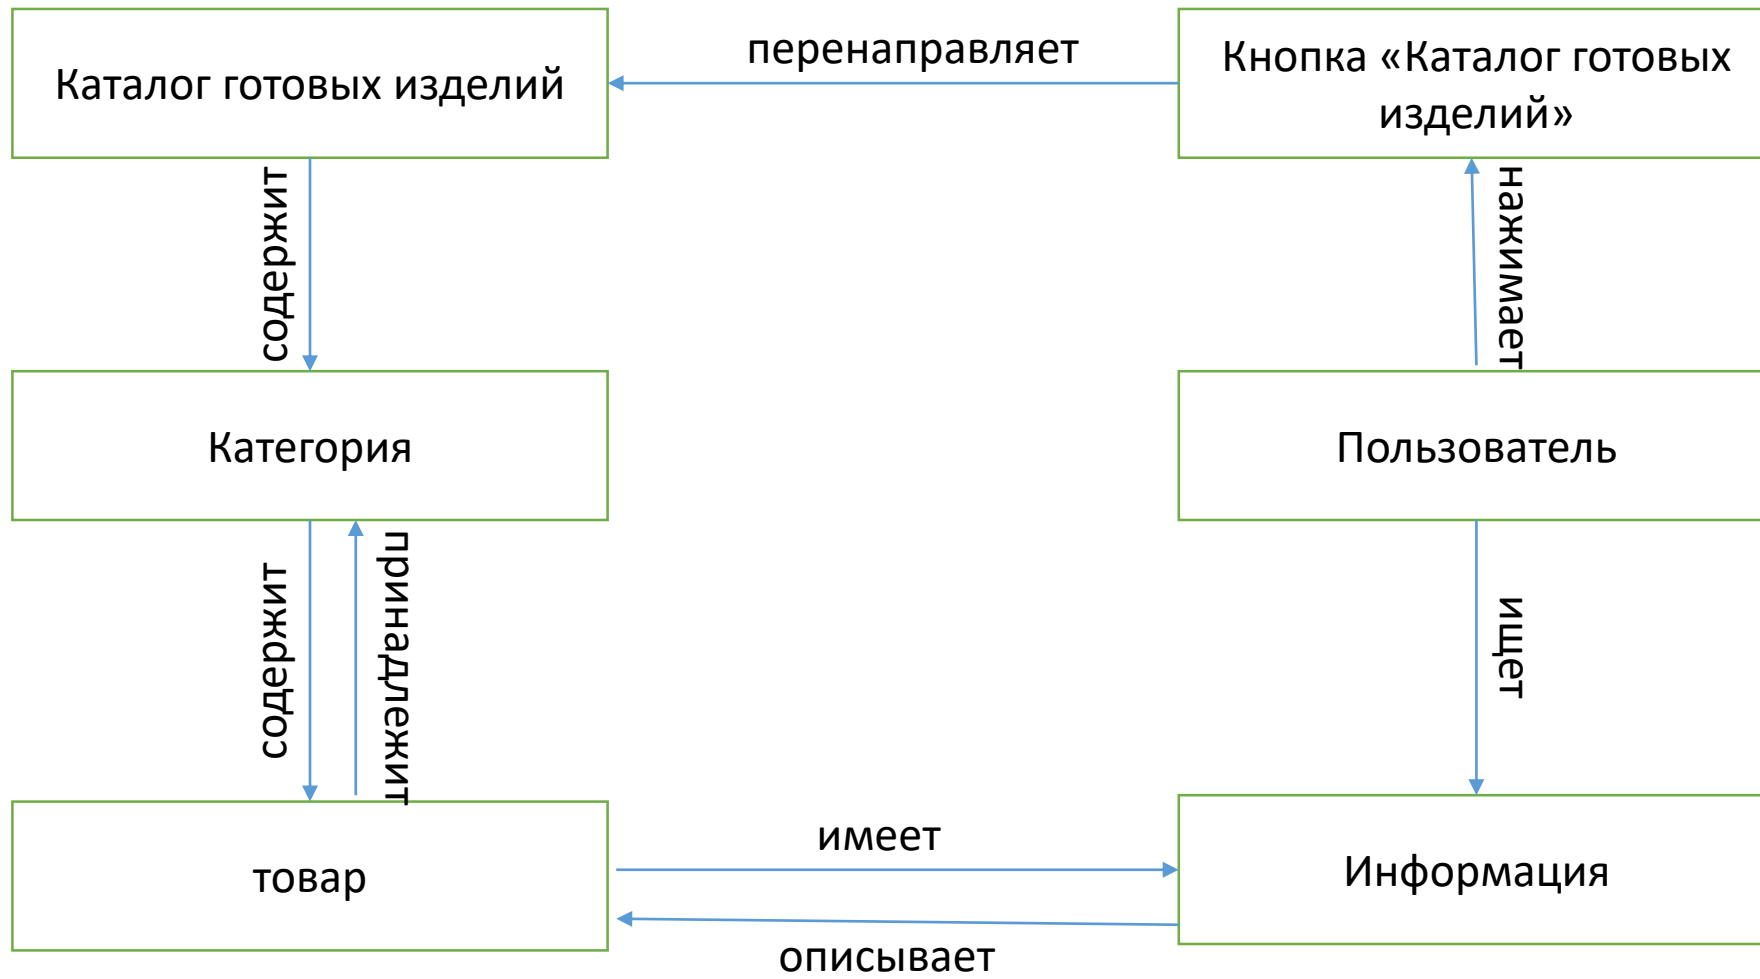 перенаправляет
Каталог готовых изделий
Кнопка «Каталог готовых
изделий»
содержит
нажимает
Категория
Пользователь
содержит
принадлежит
ищет
имеет
товар
Информация
описывает